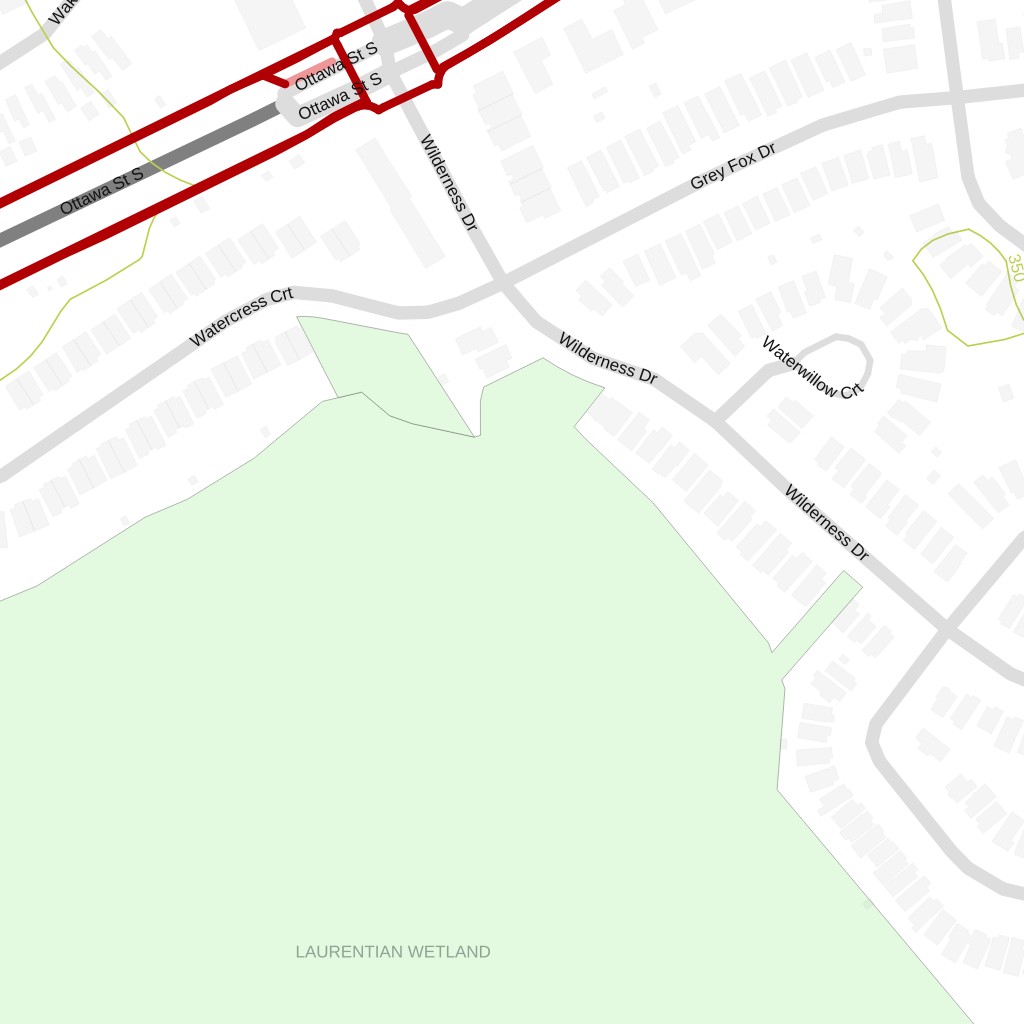 Ottawa St S
Ottawa St S
Ottawa St S
Wilderness Dr
Grey Fox Dr
350
Watercress Crt
Wilderness Dr
Waterwillow Crt
Wilderness Dr
LAURENTIAN WETLAND